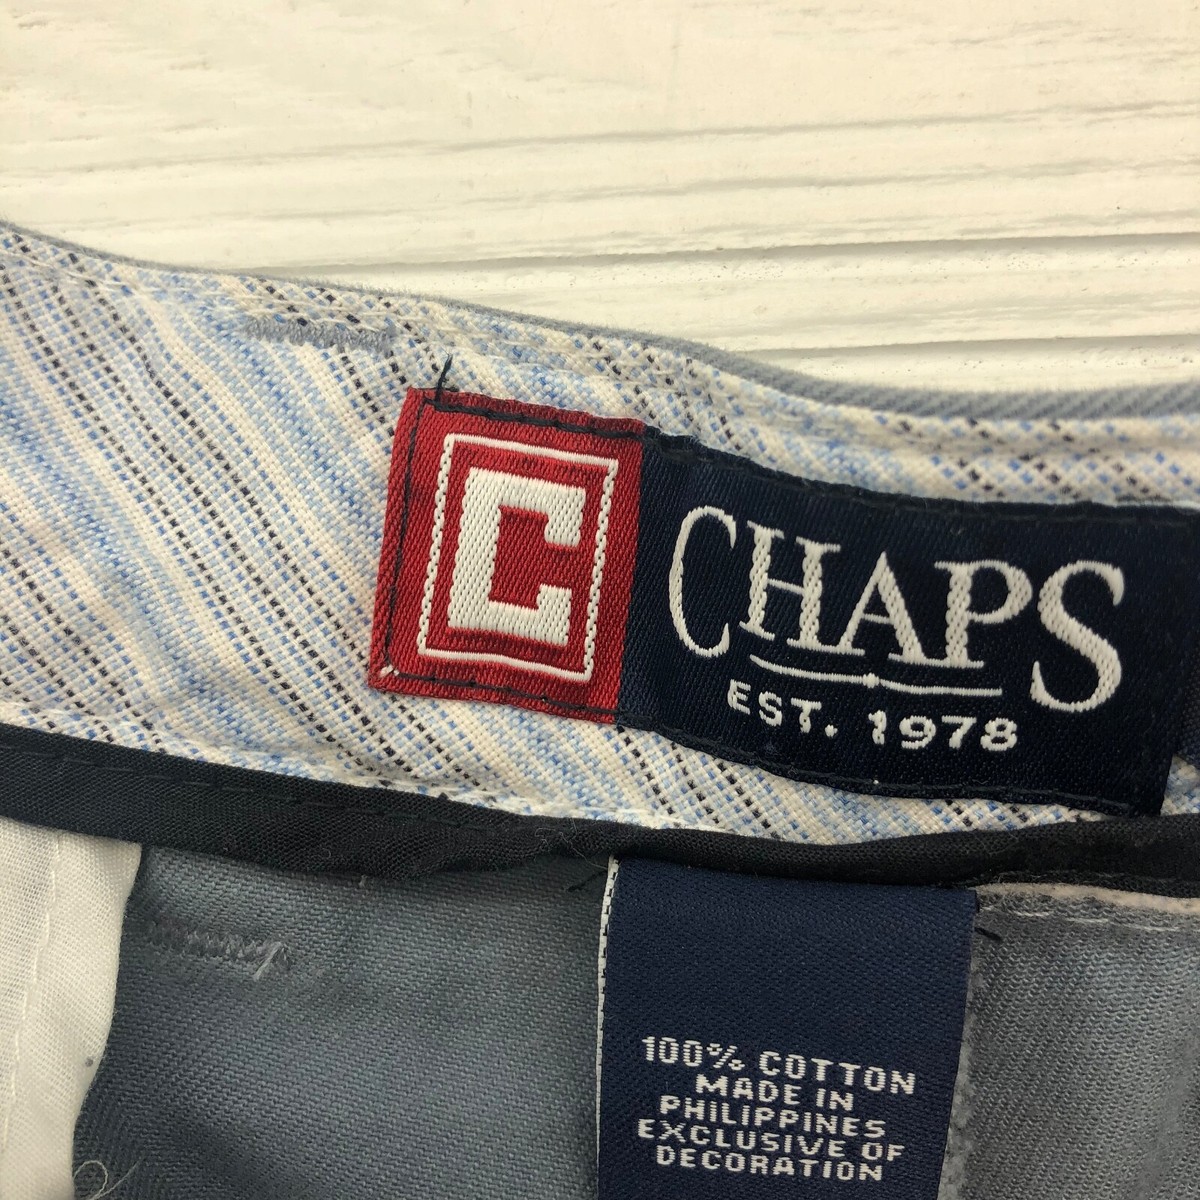 C
CHAPS
EST. 1978
100% COTTON
MADE IN
PHILIPPINES
EXCLUSIVE OF
DECORATION